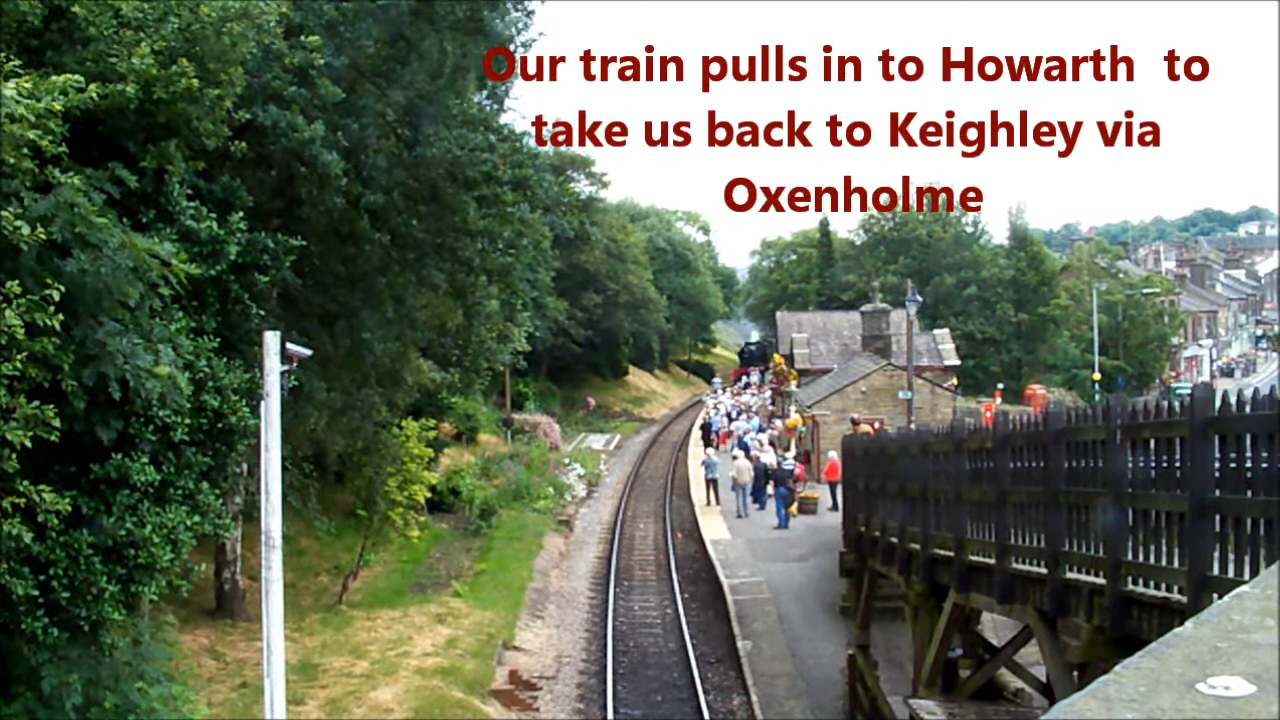 Our train pulls in to Howarth  to
take us back to Keighley via
Oxenholme